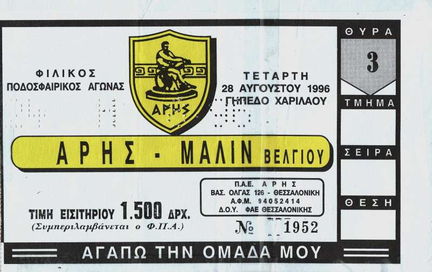 ΦΙΛΙΚΟΣ
ΠΟΔΟΣΦΑΙΡΙΚΟΣ ΑΓΩΝΑΣ
ΑΡΗΣ
ΤΕΤΑΡΤΗ
28 ΑΥΓΟΥΣΤΟΥ 1996
ΓΗΠΕΔΟ ΧΑΡΙΛΑΟΥ
ΑΡΗΣ - ΜΑΛΙΝ ΒΕΛΓΙΟΥ
ΤΙΜΗ ΕΙΣΙΤΗΡΙΟΥ 1.500 ΔΡΧ.
(Συμπεριλαμβάνεται ο Φ.Π.Α.)
Π.Α.Ε. ΑΡΗΣ
ΒΑΣ. ΟΛΓΑΣ 126 - ΘΕΣΣΑΛΟΝΙΚΗ
Α.Φ.Μ. 94052414
Δ.Ο.Υ. ΦΑΕ ΘΕΣΣΑΛΟΝΙΚΗΣ
№ 1952
ΑΓΑΠΩ ΤΗΝ ΟΜΑΔΑ ΜΟΥ
ΘΥΡΑ
3
ΤΜΗΜΑ
ΣΕΙΡΑ
ΘΕΣΗ